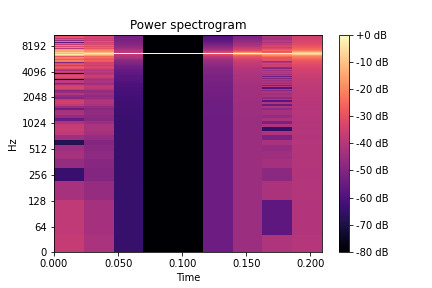 Power spectrogram
Hz
8192
4096
2048
1024
512
256
128
64
0
0.000 0.050 0.100 0.150 0.200
Time
+0 dB
-10 dB
-20 dB
-30 dB
-40 dB
-50 dB
-60 dB
-70 dB
-80 dB